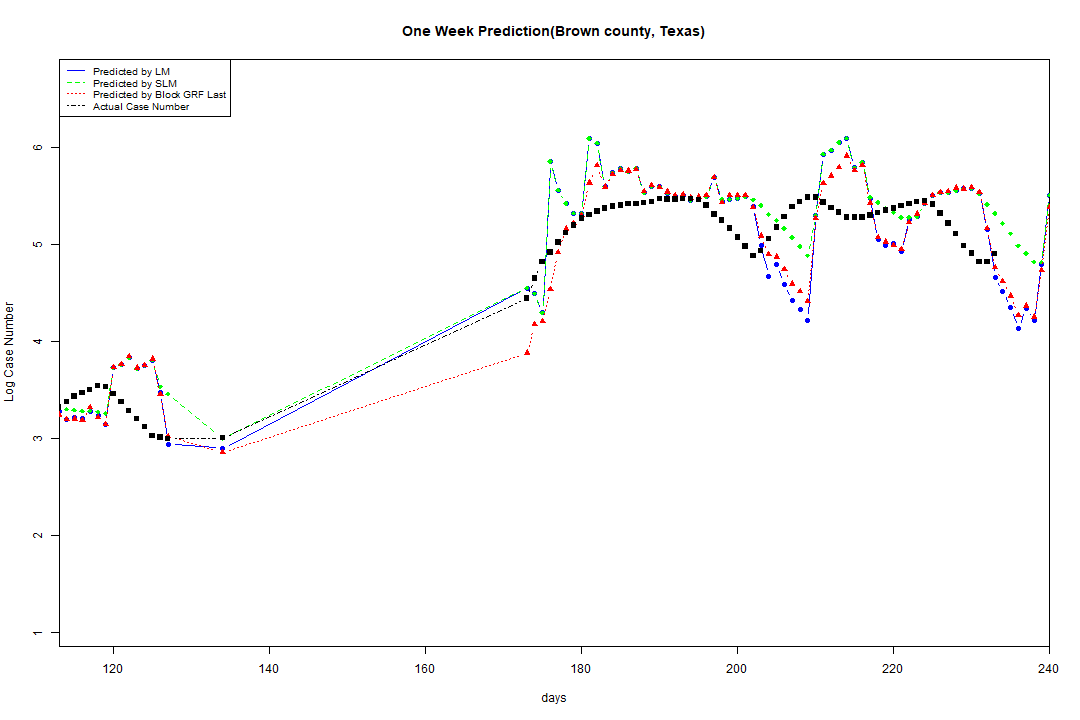 One Week Prediction(Brown county, Texas)
Predicted by LM
Predicted by SLM
Predicted by Block GRF Last
Actual Case Number
Log Case Number
6
5
4
3
2
1
120 140 160 180 200 220 240
days